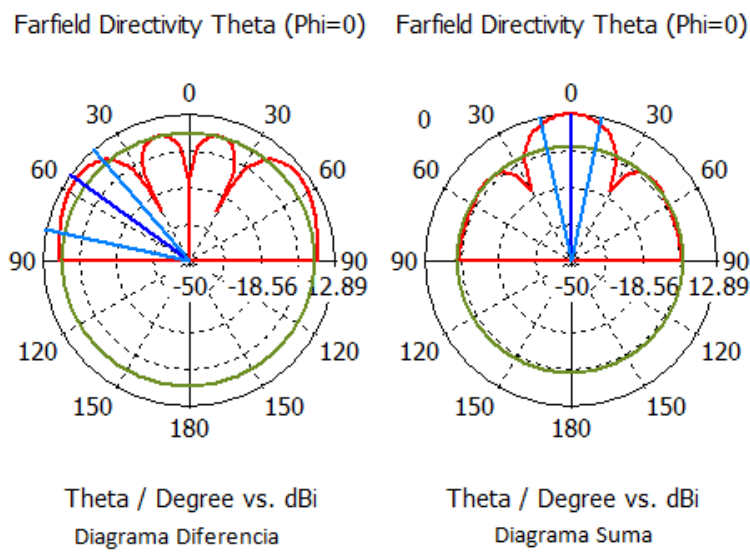 Farfield Directivity Theta (Phi=0)
0
30 30
60 60
90 -50 -18.56 12.89 90
120 120
150 150
180
Theta / Degree vs. dBi
Diagrama Diferencia
Farfield Directivity Theta (Phi=0)
0
0 30 30
60 60
90 -50 -18.56 12.89 90
120 120
150 150
180
Theta / Degree vs. dBi
Diagrama Suma